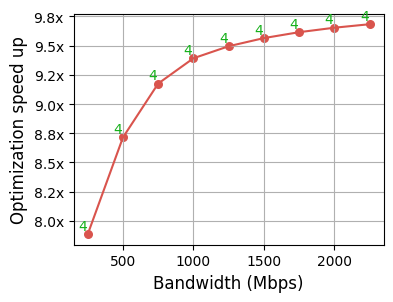 9.8x
9.5x
9.2x
9.0x
8.8x
8.5x
8.2x
8.0x
Optimization speed up
4 4 4 4 4 4 4 4 4
500 1000 1500 2000
Bandwidth (Mbps)